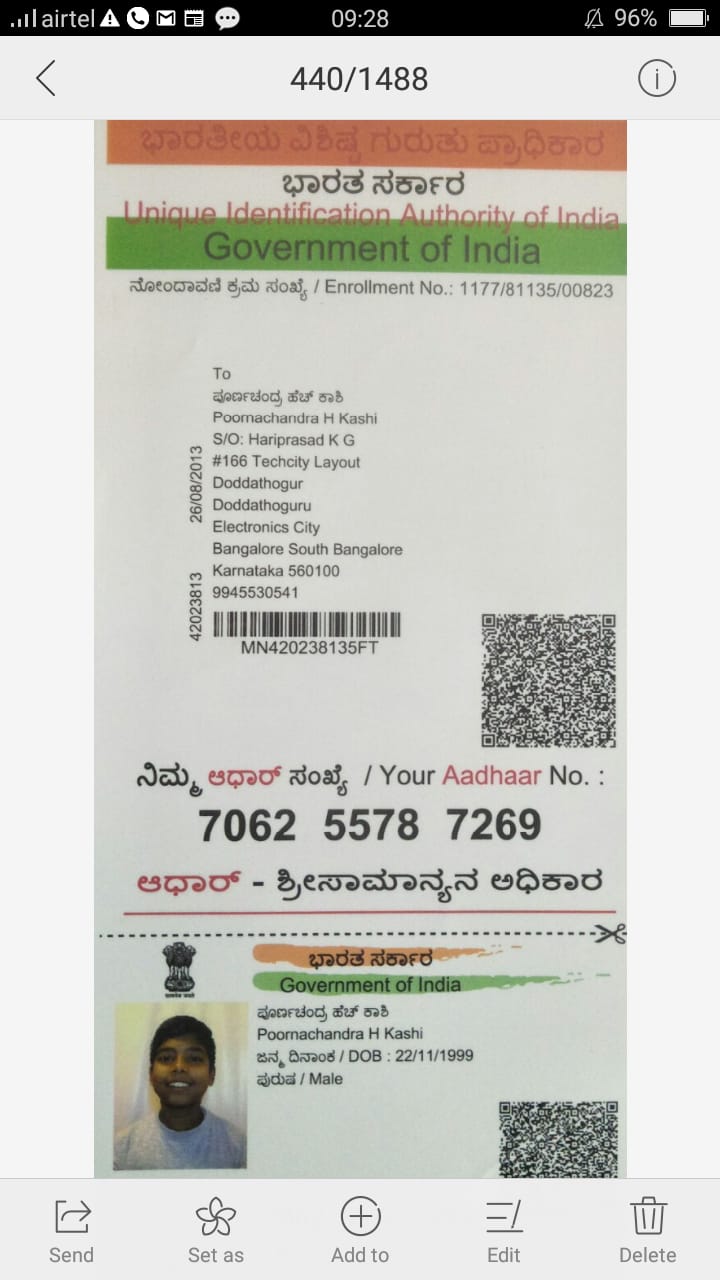 airtel 09:28 96%
440/1488
ಭಾರತೀಯ ವಿಶಿಷ್ಟ ಗುರುತು ಪ್ರಾಧಿಕಾರ
ಭಾರತ ಸರ್ಕಾರ
Unique Identification Authority of India
Government of India
ನೋಂದಾವಣಿ ಕ್ರಮ ಸಂಖ್ಯೆ / Enrollment No.: 1177/81135/00823
To
ಪೂರ್ಣಚಂದ್ರ ಹೆಚ್ ಕಾಶಿ
Poornachandra H Kashi
S/O: Hariprasad K G
#166 Techcity Layout
Doddathogur
Doddathoguru
Electronics City
Bangalore South Bangalore
Karnataka 560100
9945530541
26/08/2013
42023813
MN420238135FT
ನಿಮ್ಮ ಆಧಾರ್ ಸಂಖ್ಯೆ / Your Aadhaar No. :
7062 5578 7269
ಆಧಾರ್ - ಶ್ರೀಸಾಮಾನ್ಯನ ಅಧಿಕಾರ
ಭಾರತ ಸರ್ಕಾರ
Government of India
ಪೂರ್ಣಚಂದ್ರ ಹೆಚ್ ಕಾಶಿ
Poornachandra H Kashi
ಜನ್ಮ ದಿನಾಂಕ / DOB : 22/11/1999
ಪುರುಷ / Male
Send Set as Add to Edit Delete